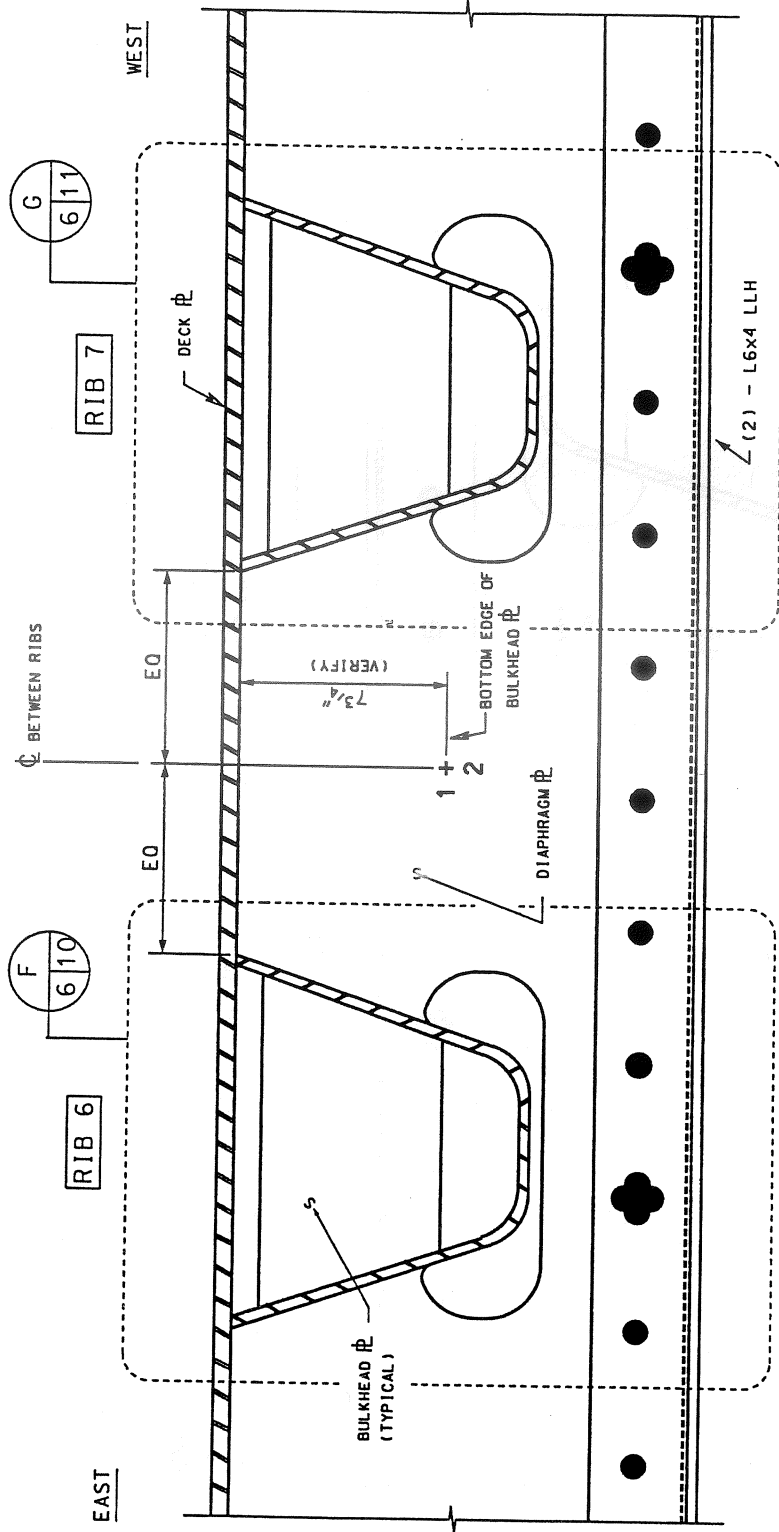 EAST
WEST
F
6 10
G
6 11
RIB 6
RIB 7
℄ BETWEEN RIBS
DECK ℄
EQ
EQ
7 3/4"
(VERIFY)
1
2
BOTTOM EDGE OF
BULKHEAD PL
BULKHEAD PL
(TYPICAL)
DIAPHRAGM PL
(2) - L6x4 LLH